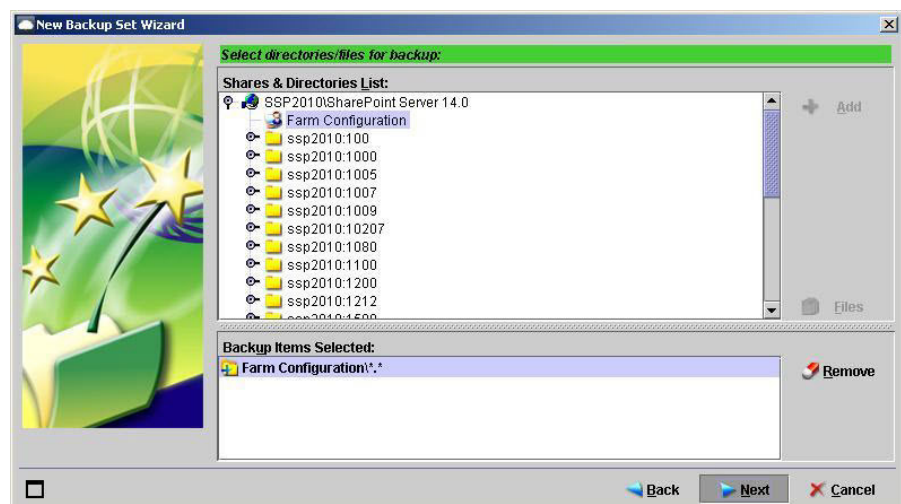 New Backup Set Wizard
Select directories/files for backup:
Shares & Directories List:
SSP2010\SharePoint Server 14.0
Farm Configuration
ssp2010:100
ssp2010:1000
ssp2010:1005
ssp2010:1007
ssp2010:1009
ssp2010:10207
ssp2010:1080
ssp2010:1100
ssp2010:1200
ssp2010:1212
Add
Files
Backup Items Selected:
Farm Configuration\*.*
Remove
Back
Next
Cancel